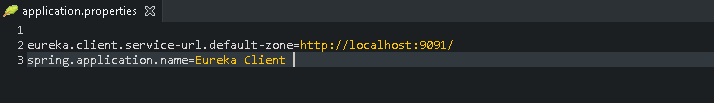 application.properties
1
2 eureka.client.service-url.default-zone=http://localhost:9091/
3 spring.application.name=Eureka Client